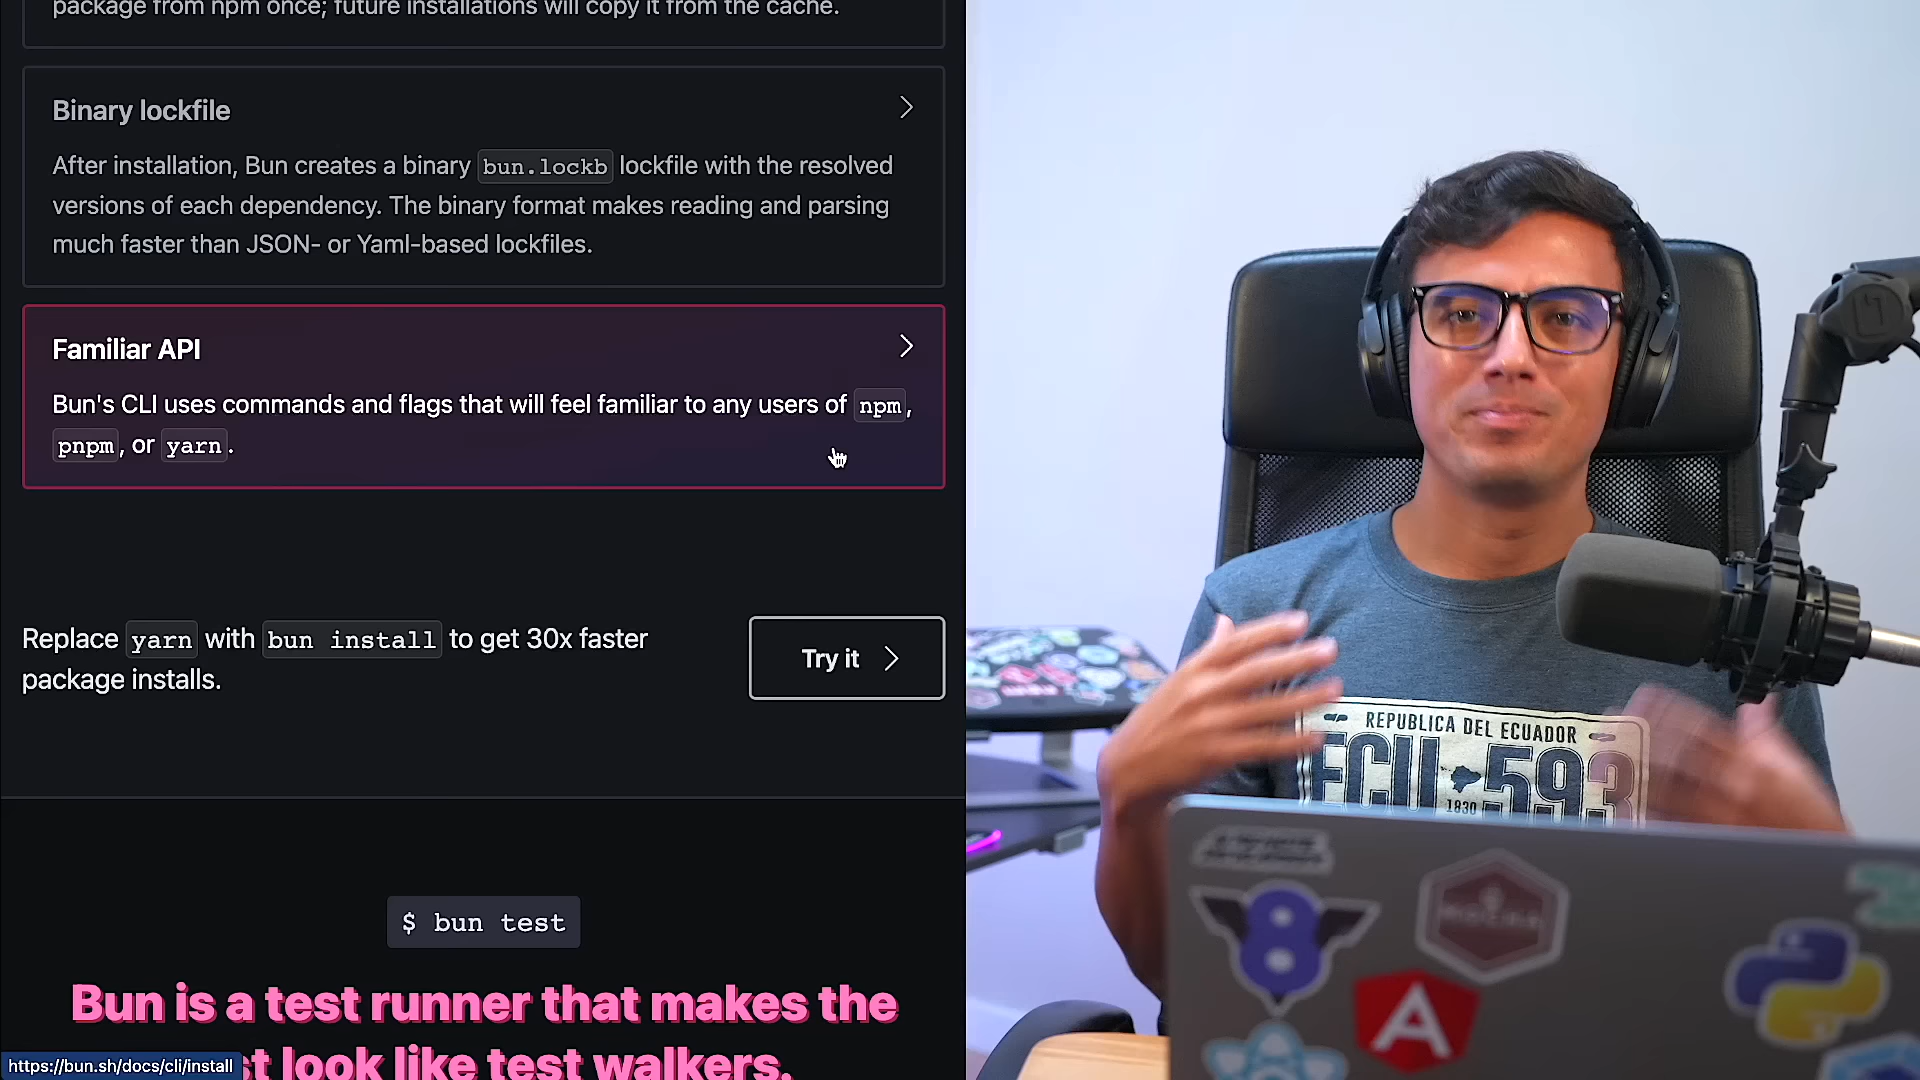 package from npm once; future installations will copy it from the cache.
Binary lockfile
After installation, Bun creates a binary bun.lockb lockfile with the resolved
versions of each dependency. The binary format makes reading and parsing
much faster than JSON- or Yaml-based lockfiles.
Familiar API
Bun's CLI uses commands and flags that will feel familiar to any users of npm,
pnpm, or yarn.
Replace yarn with bun install to get 30x faster
package installs.
Try it
$ bun test
Bun is a test runner that makes the
st look like test walkers.
https://bun.sh/docs/cli/install
REPUBLICA DEL ECUADOR
ECU 593
1830
8
MOCHA
A